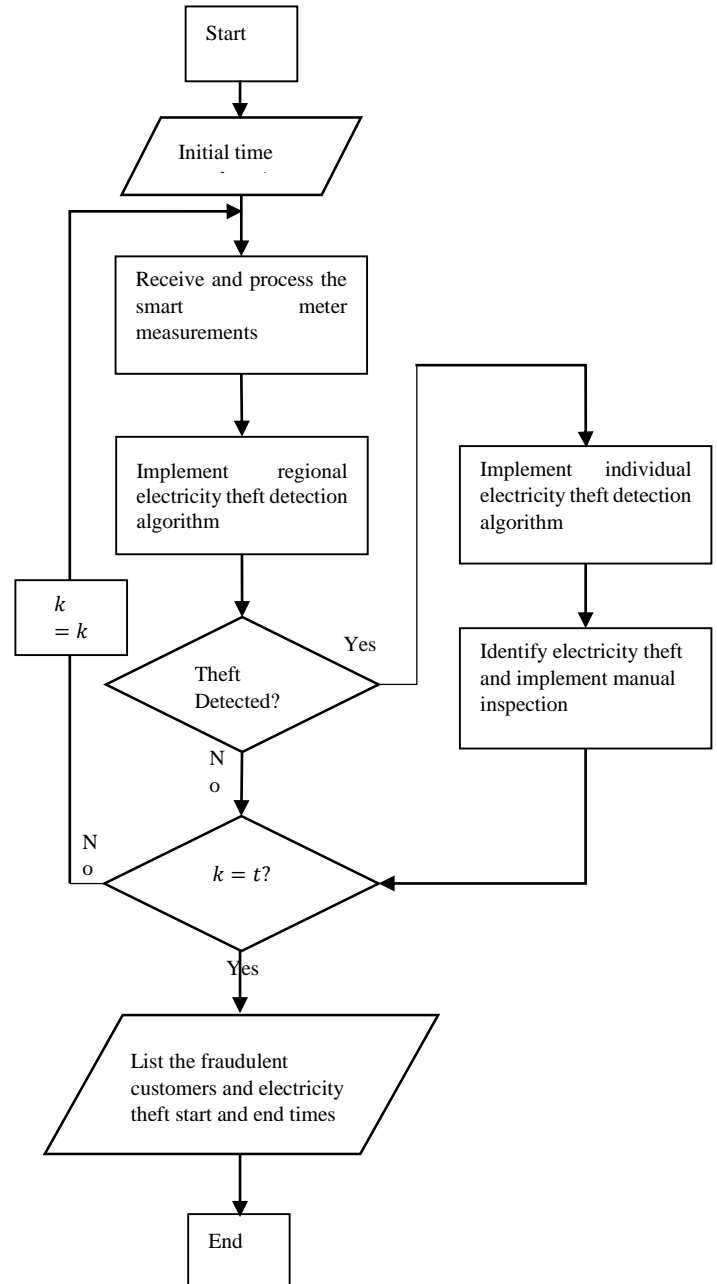 Start
Initial time
Receive and process the
smart meter
measurements
Implement regional
electricity theft detection
algorithm
Implement individual
electricity theft detection
algorithm
k
= k
Yes
Theft
Detected?
Identify electricity theft
and implement manual
inspection
N
o
N
o
k = t?
Yes
List the fraudulent
customers and electricity
theft start and end times
End